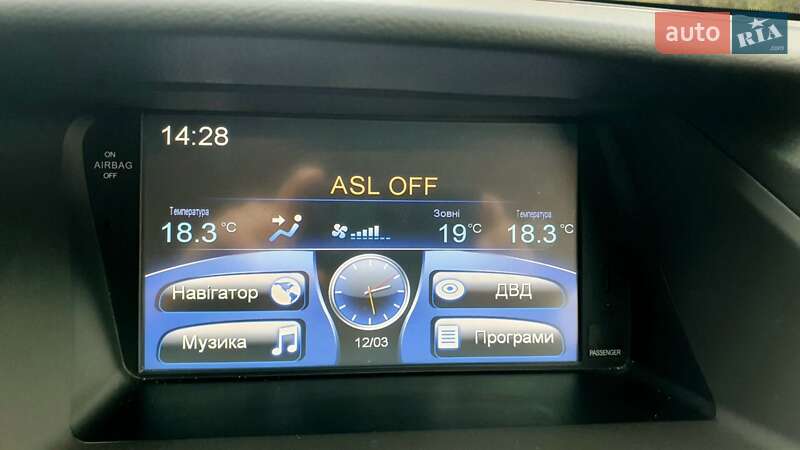 auto RIA.com
14:28
ON
AIRBAG
OFF
ASL OFF
Температура Зовні Температура
18.3 °C 19 °C 18.3 °C
Навігатор ДВД
Музика Програми
12/03
PASSENGER